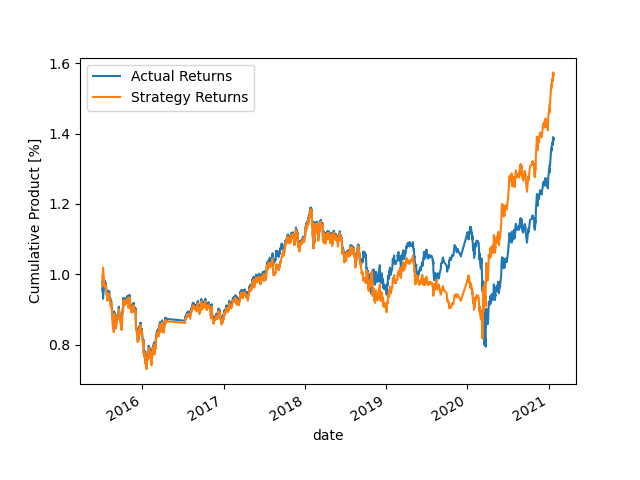 Actual Returns
Strategy Returns
Cumulative Product [%]
1.6
1.4
1.2
1.0
0.8
2016
2017
2018
2019
2020
2021
date